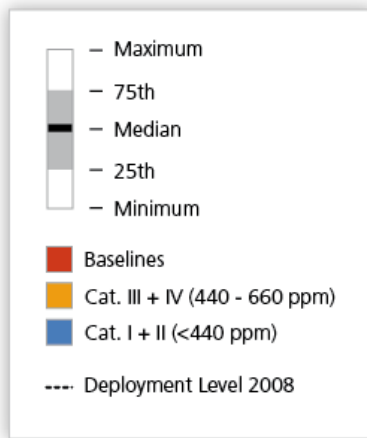 Maximum
75th
Median
25th
Minimum
Baselines
Cat. III + IV (440 - 660 ppm)
Cat. I + II (<440 ppm)
Deployment Level 2008